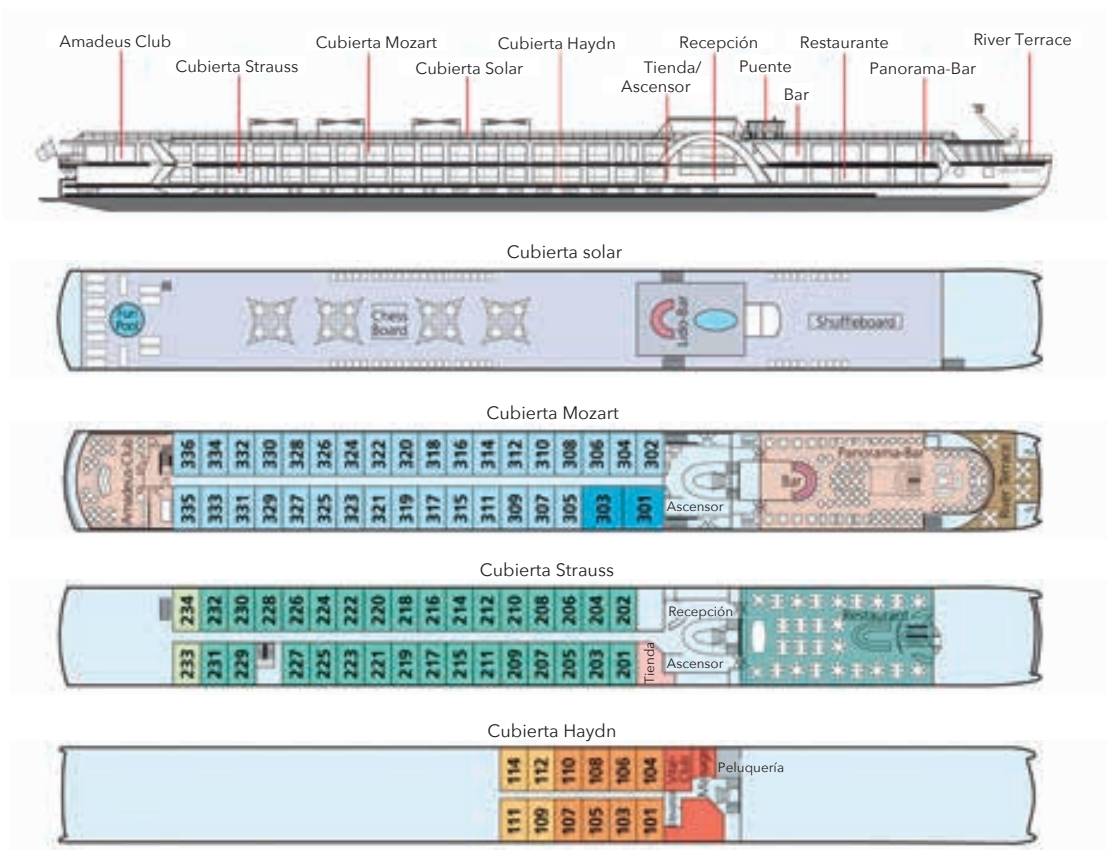 Amadeus Club
Cubierta Strauss
Cubierta Mozart
Cubierta Solar
Cubierta Haydn
Tienda/
Ascensor
Recepción
Puente
Bar
Restaurante
Panorama-Bar
River Terrace
Cubierta solar
Fun
Pool
Chess
Board
Lido-Bar
Shuffleboard
Cubierta Mozart
Amadeus Club
336 334 332 330 328 326 324 322 320 318 316 314 312 310 308 306 304 302
335 333 331 329 327 325 323 321 319 317 315 311 309 307 305 303 301
Ascensor
Bar
Panorama-Bar
River Terrace
Cubierta Strauss
234 232 230 228 226 224 222 220 218 216 214 212 210 208 206 204 202
233 231 229 227 225 223 221 219 217 215 211 209 207 205 203 201
Tienda
Recepción
Ascensor
Restaurant
Cubierta Haydn
114 112 110 108 106 104
111 109 107 105 103 101
Club
Peluquería